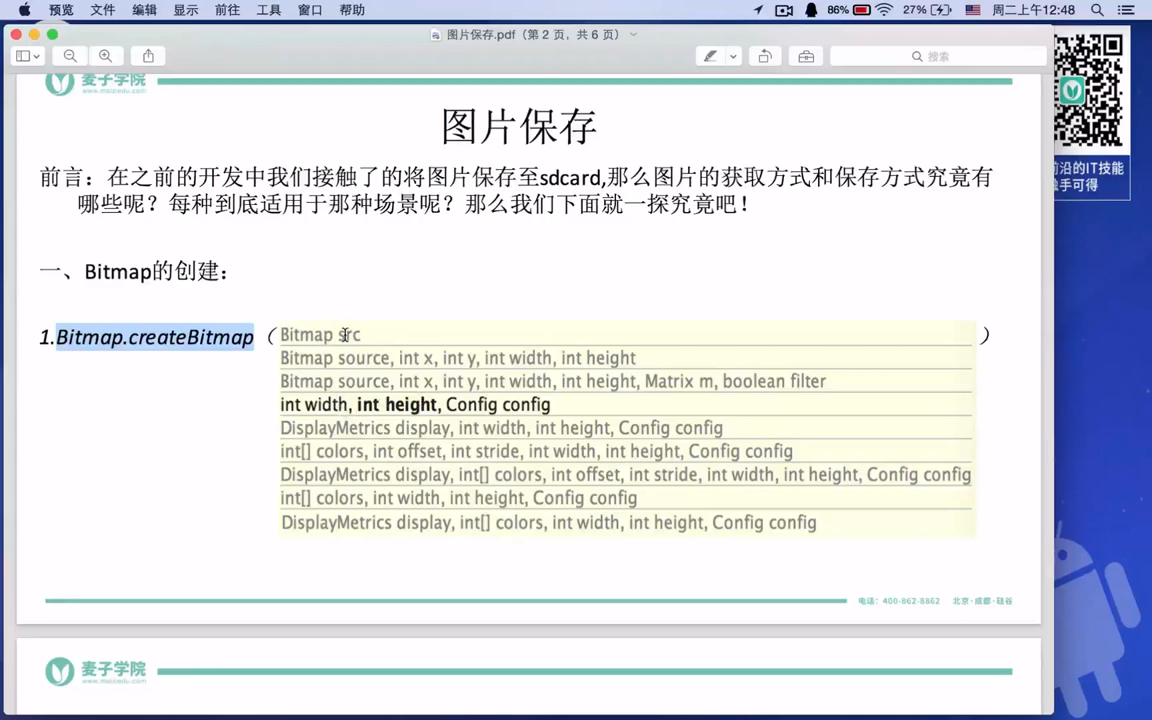 预览 文件 编辑 显示 前往 工具 窗口 帮助 86% 27% 周二上午12:48
图片保存.pdf（第 2 页，共 6 页）
搜索
麦子学院
www.maiziedu.com
图片保存
前言：在之前的开发中我们接触了的将图片保存至sdcard,那么图片的获取方式和保存方式究竟有
哪些呢？每种到底适用于那种场景呢？那么我们下面就一探究竟吧！
一、Bitmap的创建：
1.Bitmap.createBitmap（
Bitmap src ）
Bitmap source, int x, int y, int width, int height
Bitmap source, int x, int y, int width, int height, Matrix m, boolean filter
int width, int height, Config config
DisplayMetrics display, int width, int height, Config config
int[] colors, int offset, int stride, int width, int height, Config config
DisplayMetrics display, int[] colors, int offset, int stride, int width, int height, Config config
int[] colors, int width, int height, Config config
DisplayMetrics display, int[] colors, int width, int height, Config config
电话：400-862-8862 北京·成都·硅谷
麦子学院
www.maiziedu.com
前沿的IT技能
触手可得